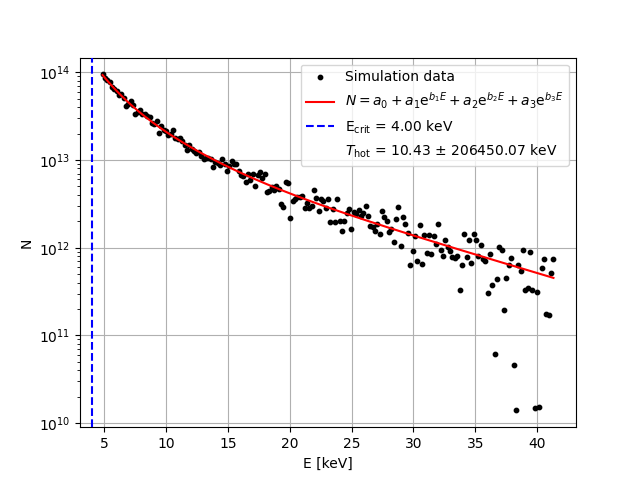 Simulation data
N = a₀ + a₁e^{b₁E} + a₂e^{b₂E} + a₃e^{b₃E}
E_crit = 4.00 keV
T_hot = 10.43 ± 206450.07 keV
10¹⁴
10¹³
10¹²
10¹¹
10¹⁰
N
5 10 15 20 25 30 35 40
E [keV]